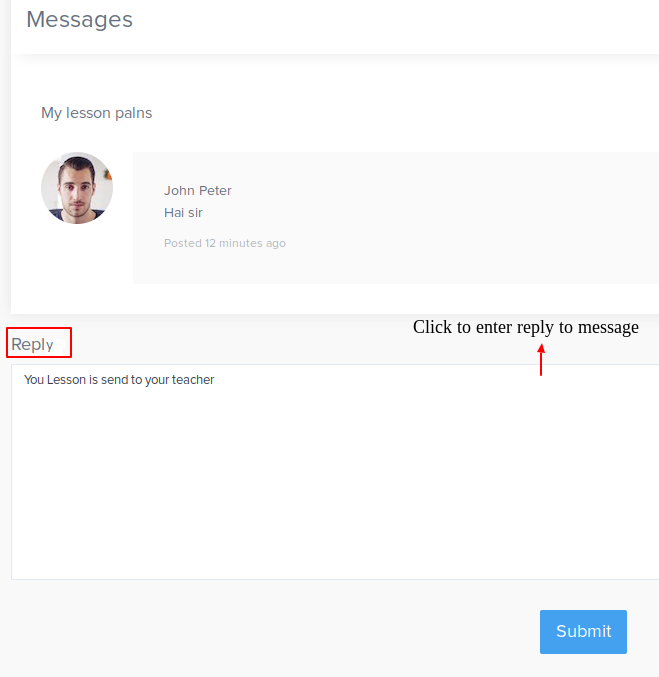 Messages
My lesson palns
John Peter
Hai sir
Posted 12 minutes ago
Click to enter reply to message
Reply
You Lesson is send to your teacher
Submit